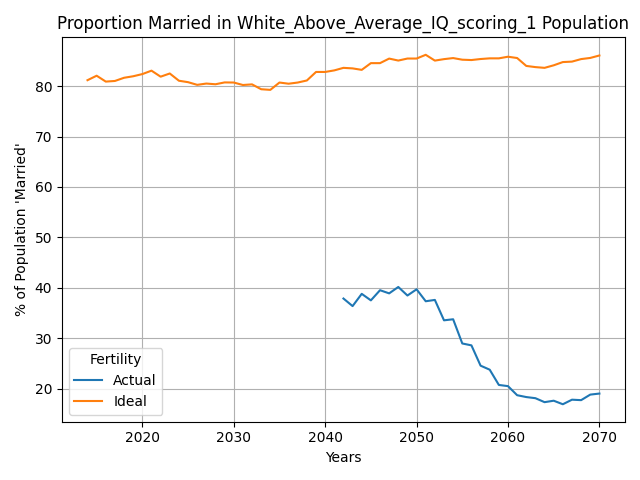 Proportion Married in White_Above_Average_IQ_scoring_1 Population
% of Population 'Married'
80
70
60
50
40
30
20
Fertility
Actual
Ideal
2020 2030 2040 2050 2060 2070
Years